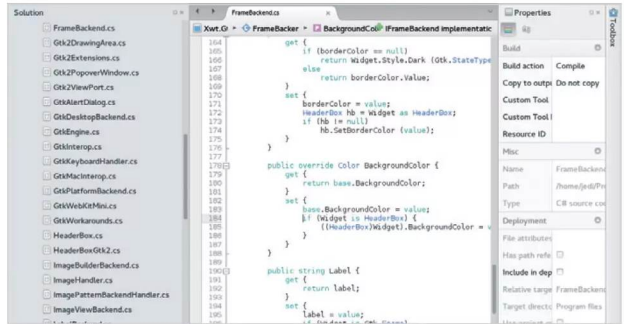 Solution
FrameBackend.cs
Gtk2DrawingArea.cs
Gtk2Extensions.cs
Gtk2PopoverWindow.cs
Gtk2ViewPort.cs
GtkAlertDialog.cs
GtkDesktopBackend.cs
GtkEngine.cs
GtkInterop.cs
GtkKeyboardHandler.cs
GtkMacInterop.cs
GtkPlatformBackend.cs
GtkWebKitMini.cs
GtkWorkarounds.cs
HeaderBox.cs
HeaderBoxGtk2.cs
ImageBuilderBackend.cs
ImageHandler.cs
ImagePatternBackendHandler.cs
ImageViewBackend.cs
FrameBackend.cs
Xwt.G FrameBacker BackgroundCol IFrameBackend implementatic
164 get {
165 if (borderColor == null)
166 return Widget.Style.Dark (Gtk.StateType
167 else
168 return borderColor.Value;
169 }
170 set {
171 borderColor = value;
172 HeaderBox hb = Widget as HeaderBox;
173 if (hb != null)
174 hb.SetBorderColor (value);
175 }
176 }
177
178 public override Color BackgroundColor {
179 get {
180 return base.BackgroundColor;
181 }
182 set {
183 base.BackgroundColor = value;
184 if (Widget is HeaderBox) {
185 ((HeaderBox)Widget).BackgroundColor =
186 }
187 }
188 }
189
190 public string Label {
191 get {
192 return label;
193 }
194 set {
195 label = value;
196
Properties
Build
Build action Compile
Copy to outpu Do not copy
Custom Tool
Custom Tool
Resource ID
Misc
Name FrameBackend
Path /home/jedi/Pr
Type C# source co
Deployment
File attributes
Has path refe
Include in dep
Relative targe FrameBackend
Target directo Program files
Toolbox